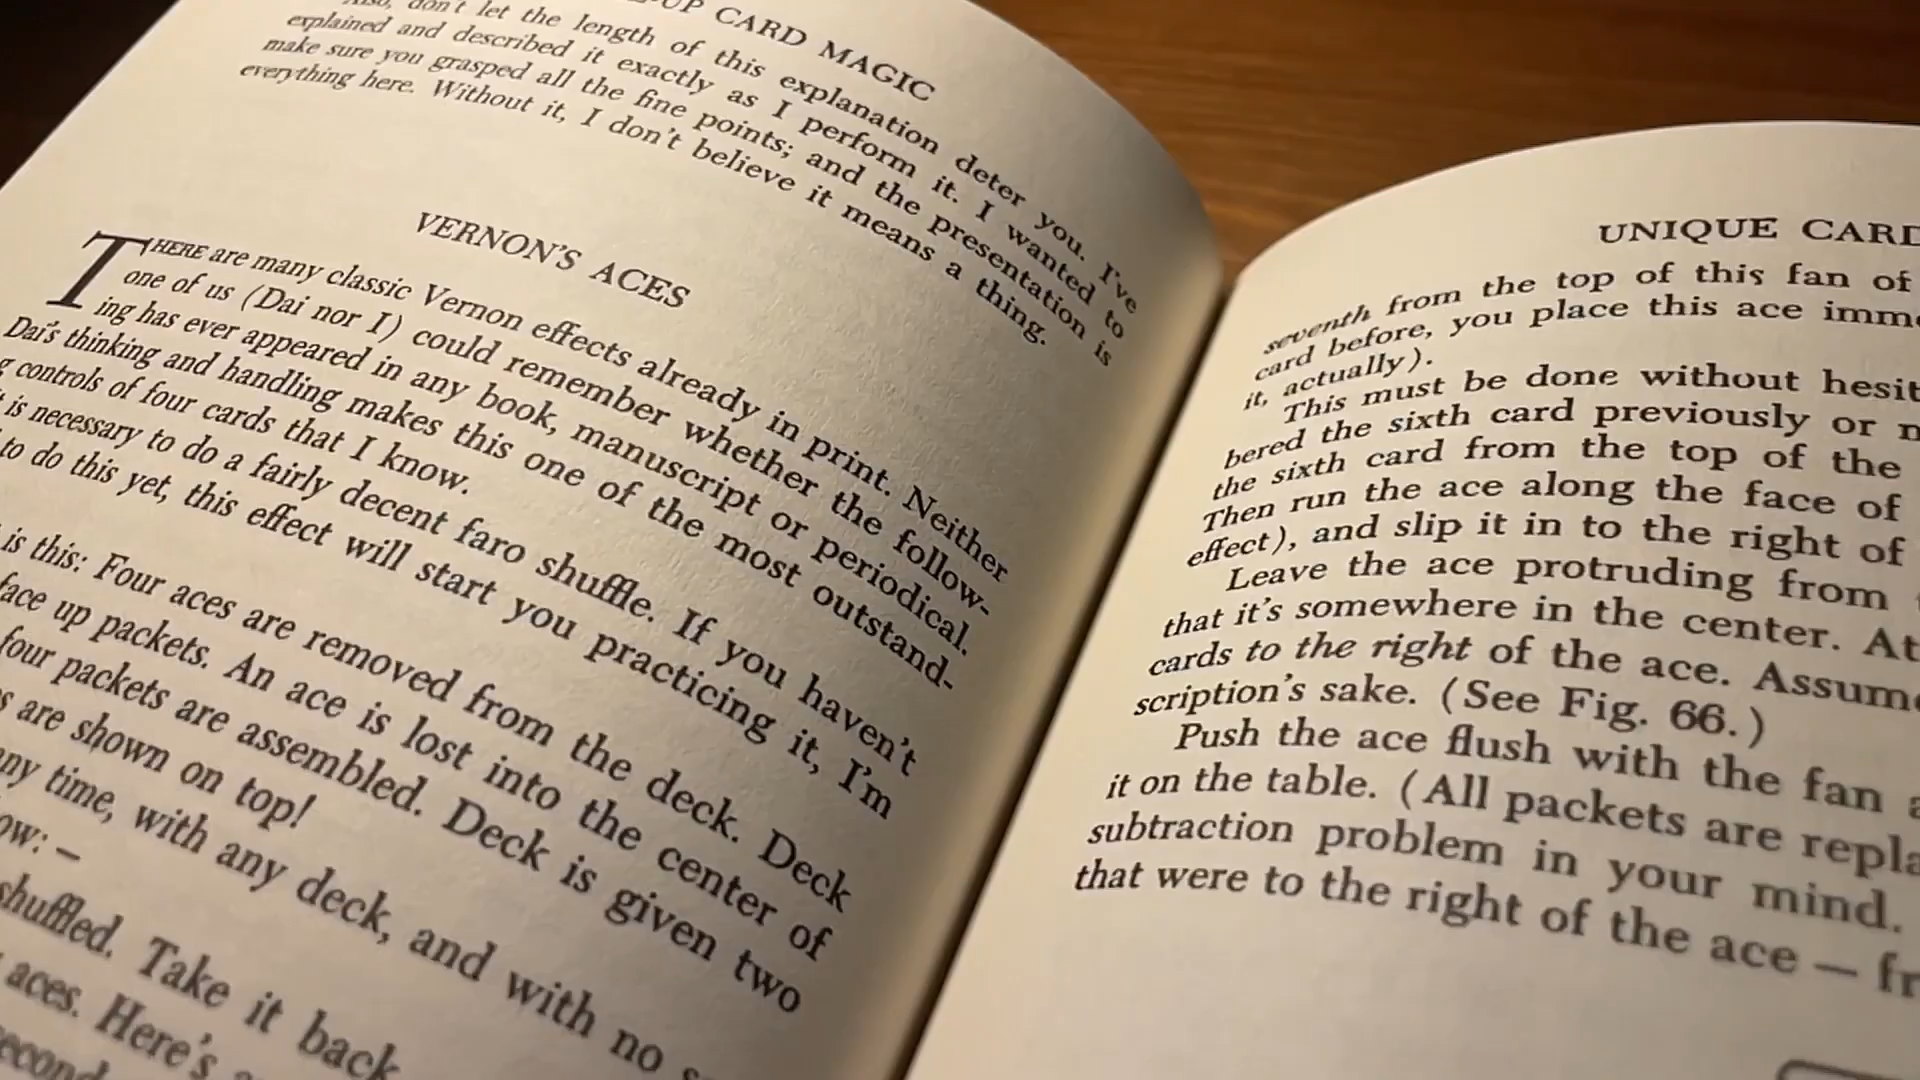 UP CARD MAGIC
Also, don't let the length of this explanation deter you. I've
explained and described it exactly as I perform it. I wanted to
make sure you grasped all the fine points; and the presentation is
everything here. Without it, I don't believe it means a thing.
VERNON'S ACES
THERE are many classic Vernon effects already in print. Neither
one of us (Dai nor I) could remember whether the follow-
ing has ever appeared in any book, manuscript or periodical.
Dai's thinking and handling makes this one of the most outstand-
g controls of four cards that I know.
is necessary to do a fairly decent faro shuffle. If you haven't
to do this yet, this effect will start you practicing it, I'm
is this: Four aces are removed from the deck. Deck
face up packets. An ace is lost into the center of
four packets are assembled. Deck is given two
s are shown on top!
ny time, with any deck, and with no s
ow: —
shuffled. Take it back
aces. Here's
second
UNIQUE CARD
seventh from the top of this fan of
card before, you place this ace imme
it, actually).
This must be done without hesit
bered the sixth card previously or n
the sixth card from the top of the
Then run the ace along the face of
effect), and slip it in to the right of
Leave the ace protruding from t
that it's somewhere in the center. At
cards to the right of the ace. Assume
scription's sake. (See Fig. 66.)
Push the ace flush with the fan a
it on the table. (All packets are repla
subtraction problem in your mind.
that were to the right of the ace — fr